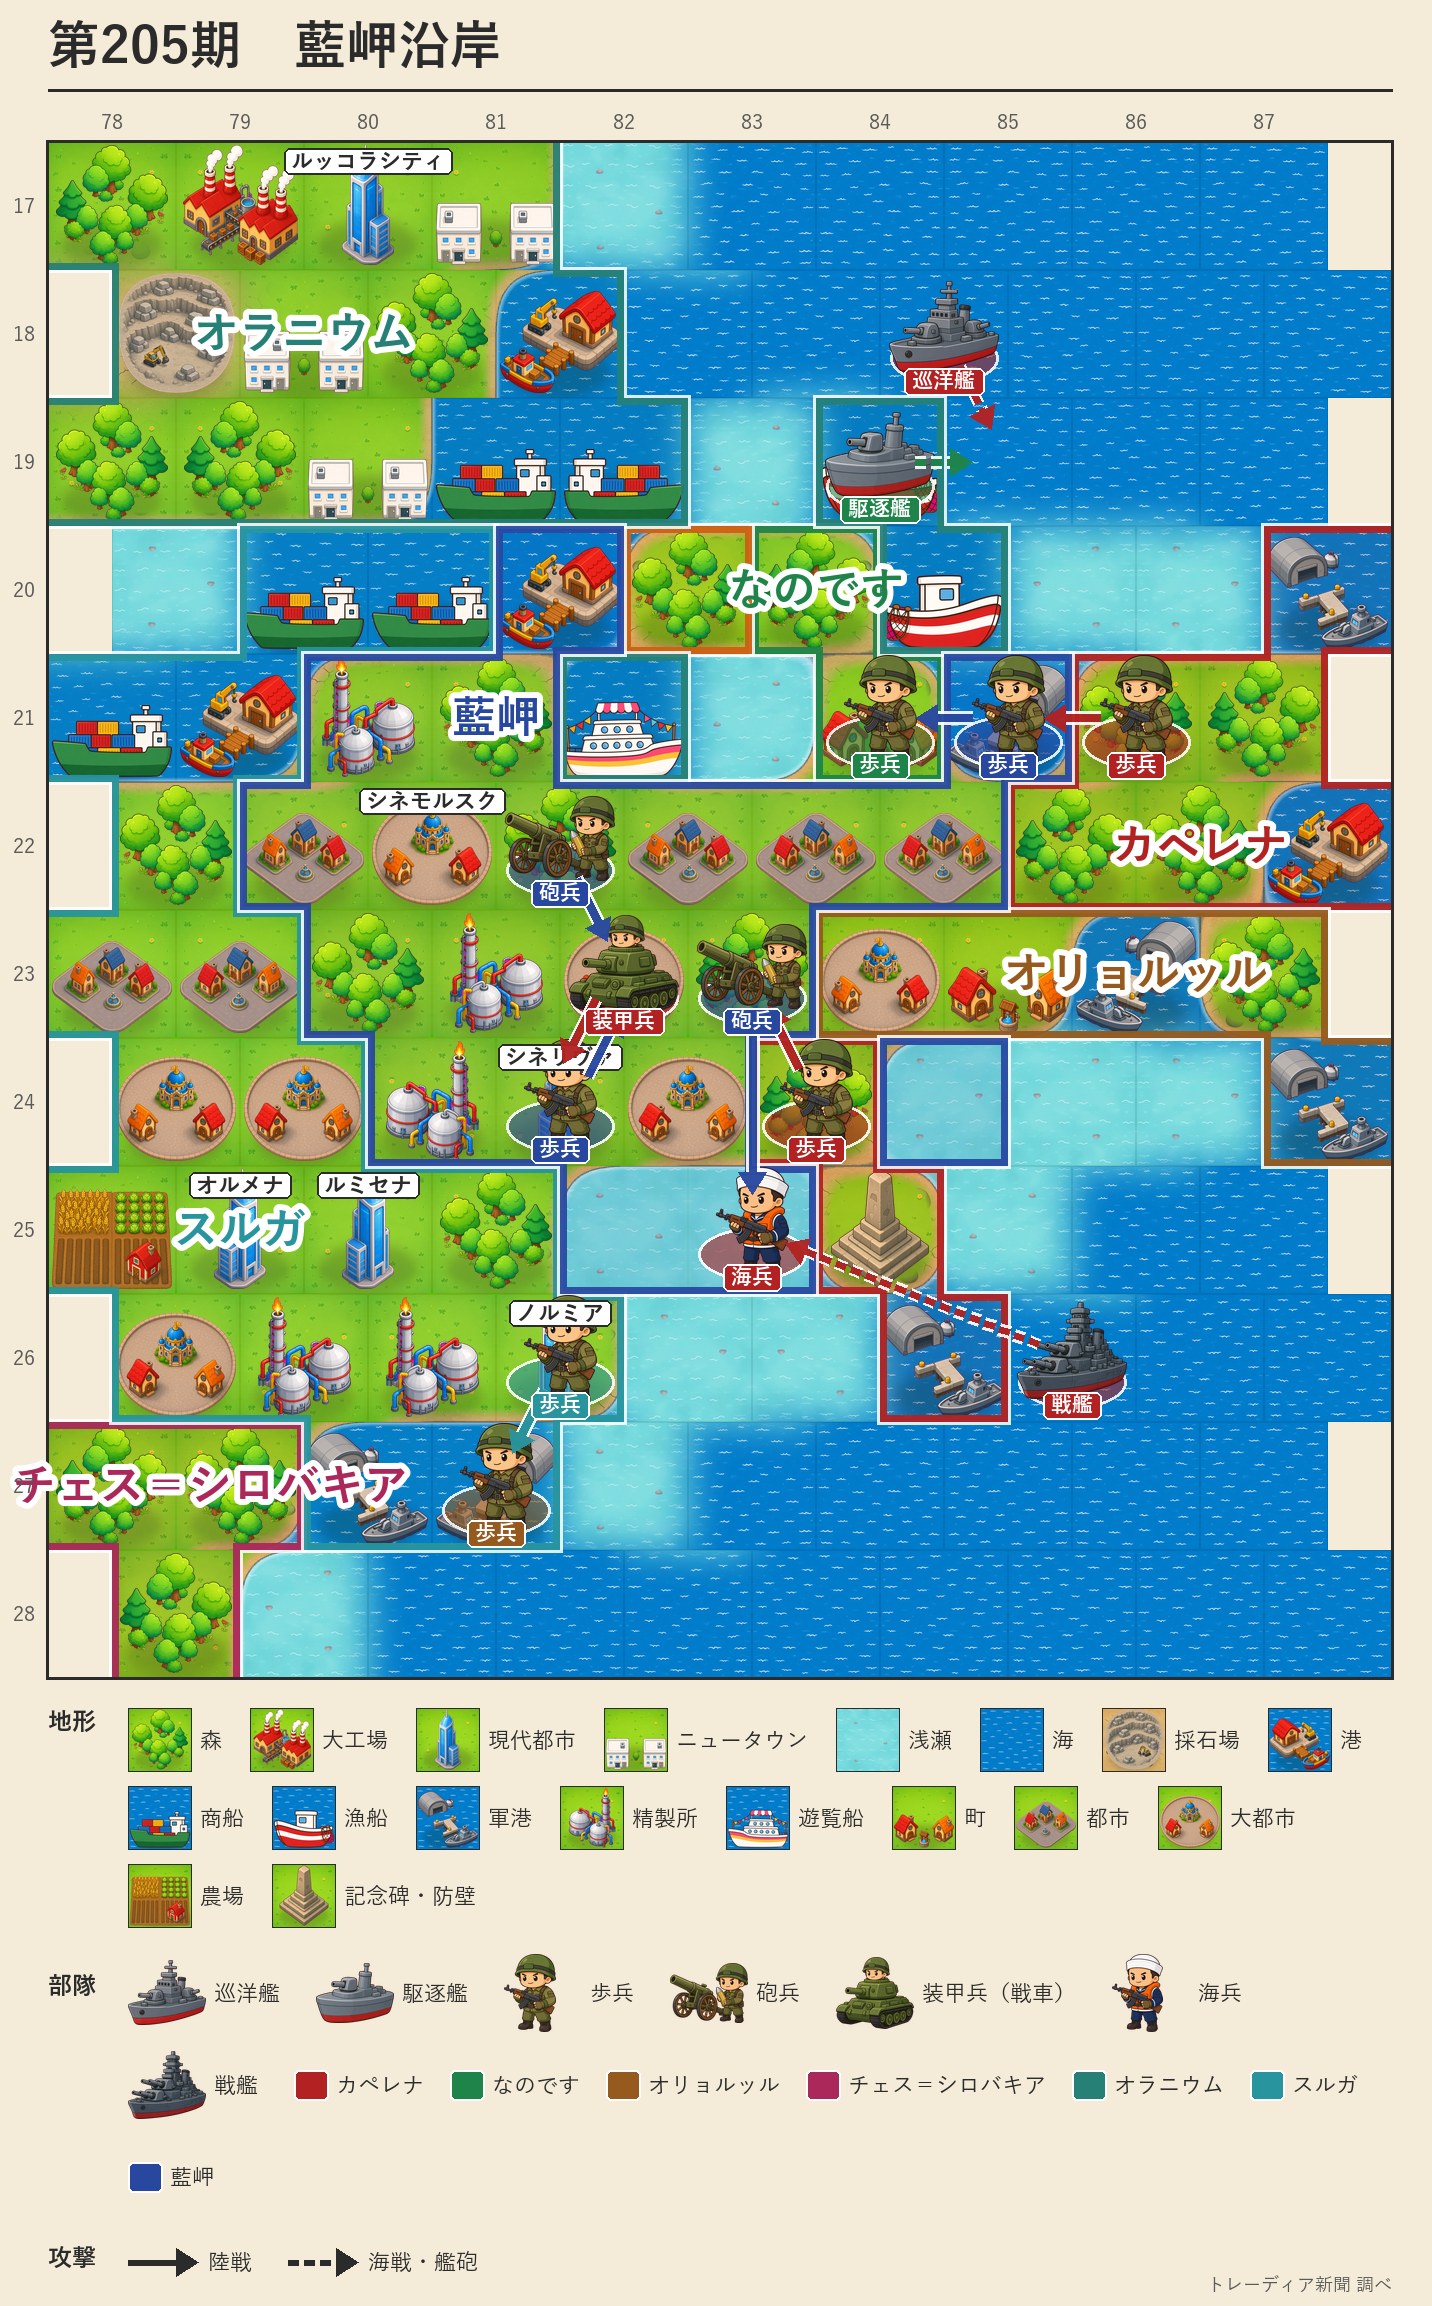 第205期　藍岬沿岸
78 79 80 81 82 83 84 85 86 87
17
ルッコラシティ
18
オラニウム
巡洋艦
19
駆逐艦
20
なのです
21
藍岬
歩兵 歩兵 歩兵
22
シネモルスク
砲兵
カペレナ
23
オリョルッル
装甲兵 砲兵
24
歩兵 歩兵
25
オルメナ ルミセナ
スルガ
海兵
26
ノルミア
歩兵 戦艦
チェス＝シロバキア
歩兵
28
地形
森 大工場 現代都市 ニュータウン 浅瀬 海 採石場 港
商船 漁船 軍港 精製所 遊覧船 町 都市 大都市
農場 記念碑・防壁
部隊
巡洋艦 駆逐艦 歩兵 砲兵 装甲兵（戦車） 海兵
戦艦 カペレナ なのです オリョルッル チェス＝シロバキア オラニウム スルガ
藍岬
攻撃
陸戦 海戦・艦砲
トレーディア新聞 調べ